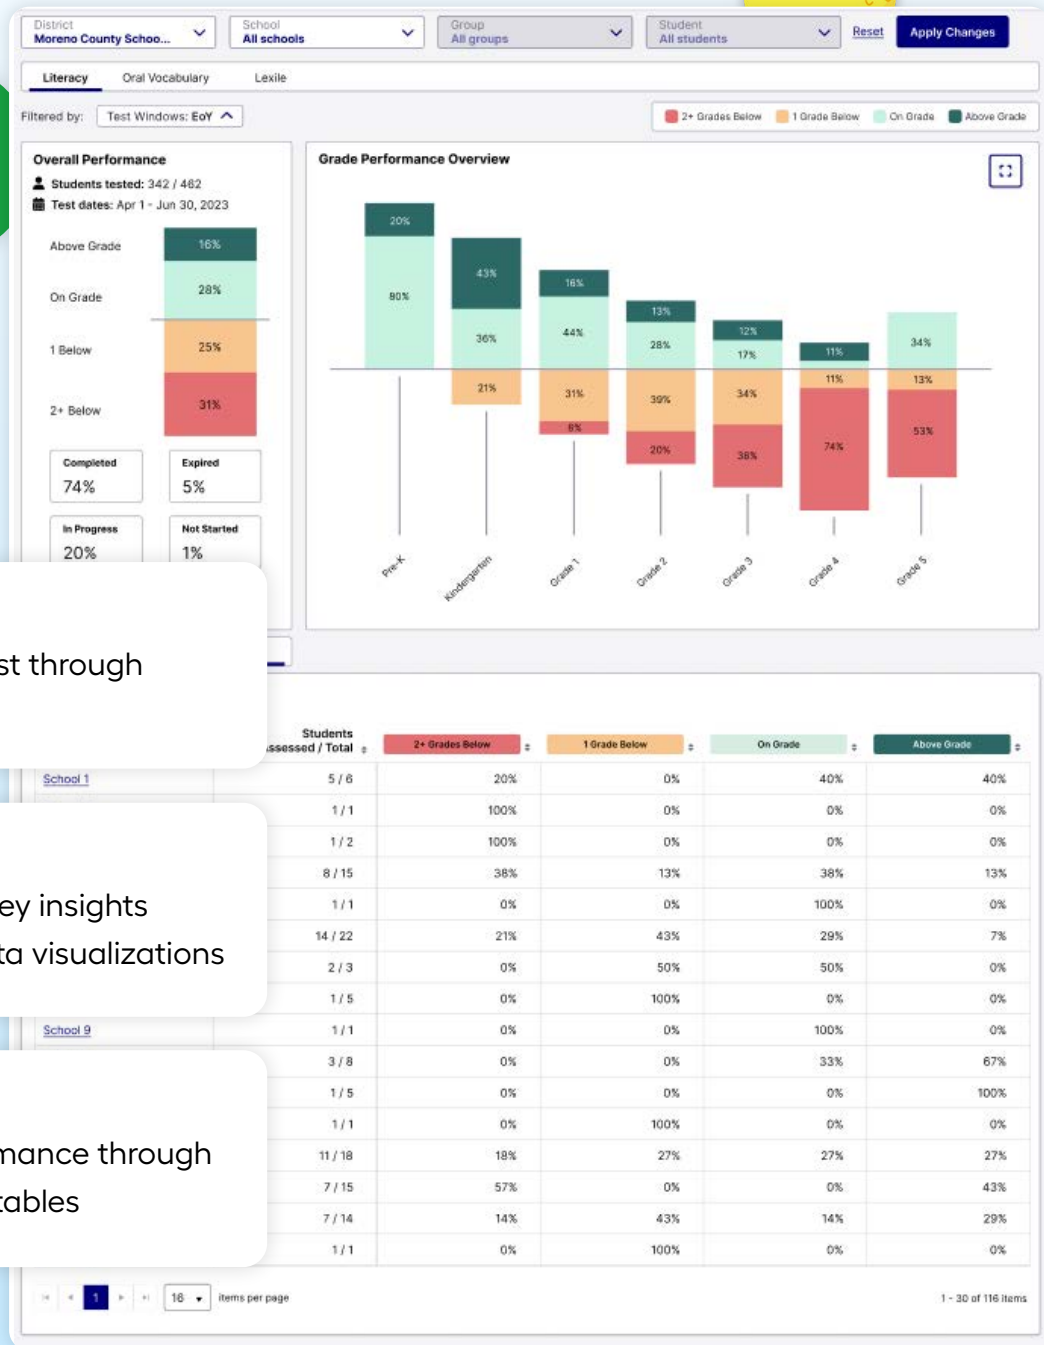 District
Moreno County Schoo...
School
All schools
Group
All groups
Student
All students
Reset
Apply Changes
Literacy Oral Vocabulary Lexile
Filtered by: Test Windows: EoY
2+ Grades Below 1 Grade Below On Grade Above Grade
Overall Performance
Students tested: 342 / 462
Test dates: Apr 1 - Jun 30, 2023
Above Grade 16%
On Grade 28%
1 Below 25%
2+ Below 31%
Completed
74%
Expired
5%
In Progress
20%
Not Started
1%
Grade Performance Overview
20%
80%
43%
36%
21%
16%
44%
31%
8%
13%
28%
39%
20%
12%
17%
34%
38%
11%
11%
74%
34%
13%
53%
Pre-K
Kindergarten
Grade 1
Grade 2
Grade 3
Grade 4
Grade 5
st through
ey insights
ta visualizations
mance through
tables
Students
ssessed / Total 2+ Grades Below 1 Grade Below On Grade Above Grade
School 1 5 / 6 20% 0% 40% 40%
1 / 1 100% 0% 0% 0%
1 / 2 100% 0% 0% 0%
8 / 15 38% 13% 38% 13%
1 / 1 0% 0% 100% 0%
14 / 22 21% 43% 29% 7%
2 / 3 0% 50% 50% 0%
1 / 5 0% 100% 0% 0%
School 9 1 / 1 0% 0% 100% 0%
3 / 8 0% 0% 33% 67%
1 / 5 0% 0% 0% 100%
1 / 1 0% 100% 0% 0%
11 / 18 18% 27% 27% 27%
7 / 15 57% 0% 0% 43%
7 / 14 14% 43% 14% 29%
1 / 1 0% 100% 0% 0%
1 16 items per page
1 - 30 of 116 items